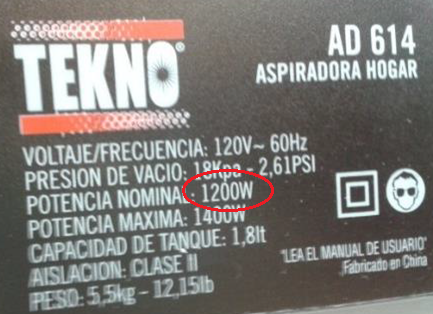 TEKNO®
AD 614
ASPIRADORA HOGAR
VOLTAJE/FRECUENCIA: 120V~ 60Hz
PRESION DE VACIO: 18Kpa - 2,61PSI
POTENCIA NOMINAL: 1200W
POTENCIA MAXIMA: 1400W
CAPACIDAD DE TANQUE: 1,8lt
AISLACION: CLASE II
PESO: 5,5kg - 12,15lb
"LEA EL MANUAL DE USUARIO"
Fabricado en China